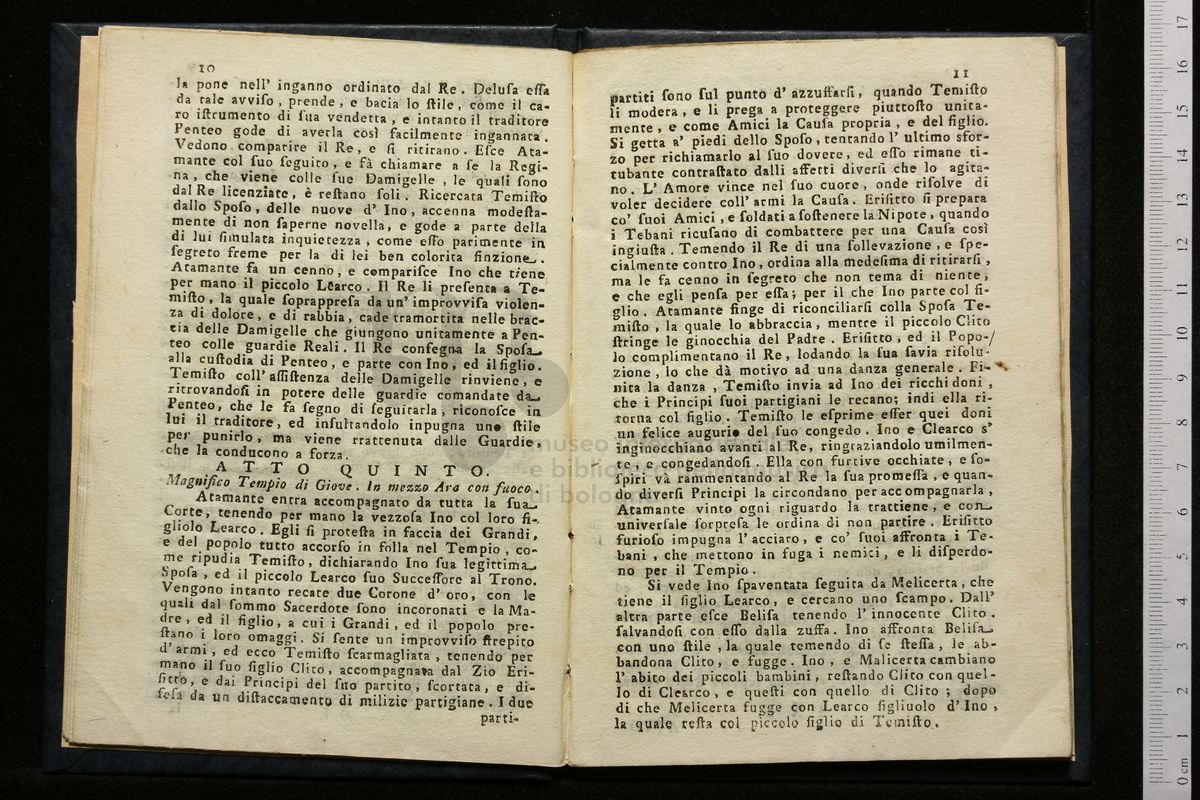 10
la pone nell' inganno ordinato dal Re. Deluſa eſſa
da tale avviſo, prende, e bacia lo ſtile, come il ca-
ro iſtrumento di ſua vendetta, e intanto il traditore
Penteo gode di averla così facilmente ingannata.
Vedono comparire il Re, e ſi ritirano. Eſce Ata-
mante col ſuo ſeguito, e fà chiamare a ſe la Regi-
na, che viene colle ſue Damigelle, le quali ſono
dal Re licenziate, è reſtano ſoli. Ricercata Temiſto
dallo Spoſo, delle nuove d' Ino, accenna modeſta-
mente di non ſaperne novella, e gode a parte della
di lui ſimulata inquietezza, come eſſo parimente in
ſegreto freme per la di lei ben colorita finzione.
Atamante fa un cenno, e compariſce Ino che tiene
per mano il piccolo Learco. Il Re li preſenta a Te-
miſto, la quale ſoprappreſa da un' improvviſa violen-
za di dolore, e di rabbia, cade tramortita nelle brac-
cia delle Damigelle che giungono unitamente a Pen-
teo colle guardie Reali. Il Re conſegna la Spoſa
alla cuſtodia di Penteo, e parte con Ino, ed il figlio.
Temiſto coll' aſſiſtenza delle Damigelle rinviene, e
ritrovandoſi in potere delle guardie comandate da
Penteo, che le fa ſegno di ſeguitarla, riconoſce in
lui il traditore, ed inſultandolo inpugna uno ſtile
per punirlo, ma viene rrattenuta dalle Guardie,
che la conducono a forza.
ATTO QUINTO.
Magnifico Tempio di Giove. In mezzo Ara con fuoco.
Atamante entra accompagnato da tutta la ſua
Corte, tenendo per mano la vezzoſa Ino col loro fi-
gliolo Learco. Egli ſi proteſta in faccia dei Grandi,
e del popolo tutto accorſo in folla nel Tempio, co-
me ripudia Temiſto, dichiarando Ino ſua legittima
Spoſa, ed il piccolo Learco ſuo Succeſſore al Trono.
Vengono intanto recate due Corone d' oro, con le
quali dal ſommo Sacerdote ſono incoronati e la Ma-
dre, ed il figlio, a cui i Grandi, ed il popolo pre-
ſtano i loro omaggi. Si ſente un improvviſo ſtrepito
d' armi, ed ecco Temiſto ſcarmagliata, tenendo per
mano il ſuo figlio Clito, accompagnata dal Zio Eri-
ſitto, e dai Principi del ſuo partito, ſcortata, e di-
feſa da un diſtaccamento di milizie partigiane. I due
parti-
11
partiti ſono ſul punto d' azzuffarſi, quando Temiſto
li modera, e li prega a proteggere piuttoſto unita-
mente, e come Amici la Cauſa propria, e del figlio.
Si getta a' piedi dello Spoſo, tentando l' ultimo sfor-
zo per richiamarlo al ſuo dovere, ed eſſo rimane ti-
tubante contraſtato dalli affetti diverſi che lo agita-
no. L' Amore vince nel ſuo cuore, onde riſolve di
voler decidere coll' armi la Cauſa. Eriſitto ſi prepara
co' ſuoi Amici, e ſoldati a ſoſtenere la Nipote, quando
i Tebani ricuſano di combattere per una Cauſa così
ingiuſta. Temendo il Re di una ſollevazione, e ſpe-
cialmente contro Ino, ordina alla medeſima di ritirarſi,
ma le fa cenno in ſegreto che non tema di niente,
e che egli penſa per eſſa; per il che Ino parte col fi-
glio. Atamante finge di riconciliarſi colla Spoſa Te-
miſto, la quale lo abbraccia, mentre il piccolo Clito
ſtringe le ginocchia del Padre. Eriſitto, ed il Popo-
lo complimentano il Re, lodando la ſua ſavia riſolu-
zione, lo che dà motivo ad una danza generale. Fi-
nita la danza, Temiſto invia ad Ino dei ricchi doni,
che i Principi ſuoi partigiani le recano; indi ella ri-
torna col figlio. Temiſto le eſprime eſſer quei doni
un felice augurio del ſuo congedo. Ino e Clearco s'
inginocchiano avanti al Re, ringraziandolo umilmen-
te, e congedandoſi. Ella con furtive occhiate, e ſo-
ſpiri và rammentando al Re la ſua promeſſa, e quan-
do diverſi Principi la circondano per accompagnarla,
Atamante vinto ogni riguardo la trattiene, e con
univerſale ſorpreſa le ordina di non partire. Eriſitto
furioſo impugna l' acciaro, e co' ſuoi affronta i Te-
bani, che mettono in fuga i nemici, e li diſperdo-
no per il Tempio.
Si vede Ino ſpaventata ſeguita da Melicerta, che
tiene il figlio Learco, e cercano uno ſcampo. Dall'
altra parte eſce Beliſa tenendo l' innocente Clito.
ſalvandoſi con eſſo dalla zuffa. Ino affronta Beliſa
con uno ſtile, la quale temendo di ſe ſteſſa, le ab-
bandona Clito, e fugge. Ino, e Malicerta cambiano
l' abito dei piccoli bambini, reſtando Clito con quel-
lo di Clearco, e queſti con quello di Clito; dopo
di che Melicerta fugge con Learco figliuolo d' Ino,
la quale reſta col piccolo figlio di Temiſto.